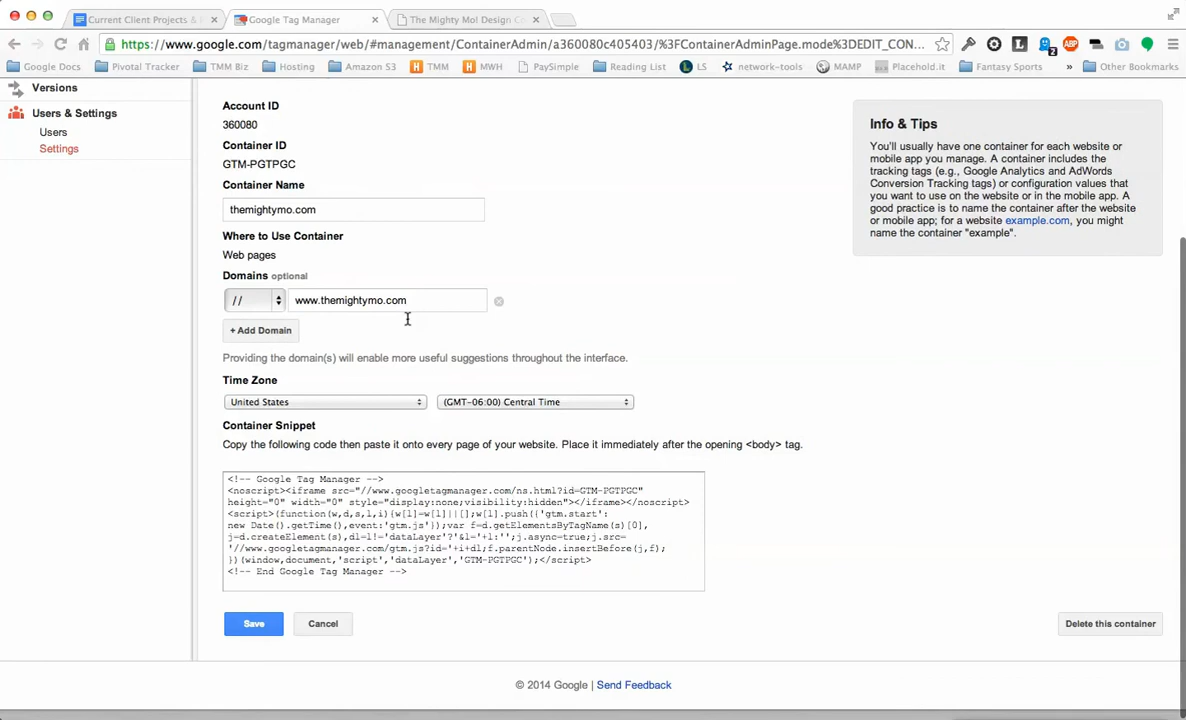 Current Client Projects &
Google Tag Manager
The Mighty Mo! Design Co
https://www.google.com/tagmanager/web/#management/ContainerAdmin/a360080c405403/%3FContainerAdminPage.mode%3DEDIT_CON...
Google Docs
Pivotal Tracker
TMM Biz
Hosting
Amazon S3
TMM
MWH
PaySimple
Reading List
LS
network-tools
MAMP
Placehold.it
Fantasy Sports
»
Other Bookmarks
Versions
Users & Settings
Users
Settings
Account ID
360080
Container ID
GTM-PGTPGC
Container Name
themightymo.com
Where to Use Container
Web pages
Domains optional
//
www.themightymo.com
+ Add Domain
Providing the domain(s) will enable more useful suggestions throughout the interface.
Time Zone
United States
(GMT-06:00) Central Time
Container Snippet
Copy the following code then paste it onto every page of your website. Place it immediately after the opening <body> tag.
<!-- Google Tag Manager -->
<noscript><iframe src="//www.googletagmanager.com/ns.html?id=GTM-PGTPGC"
height="0" width="0" style="display:none;visibility:hidden"></iframe></noscript>
<script>(function(w,d,s,l,i){w[l]=w[l]||[];w[l].push({'gtm.start':
new Date().getTime(),event:'gtm.js'});var f=d.getElementsByTagName(s)[0],
j=d.createElement(s),dl=l!='dataLayer'?'&l='+l:'';j.async=true;j.src=
'//www.googletagmanager.com/gtm.js?id='+i+dl;f.parentNode.insertBefore(j,f);
})(window,document,'script','dataLayer','GTM-PGTPGC');</script>
<!-- End Google Tag Manager -->
Save
Cancel
Delete this container
Info & Tips
You'll usually have one container for each website or
mobile app you manage. A container includes the
tracking tags (e.g., Google Analytics and AdWords
Conversion Tracking tags) or configuration values that
you want to use on the website or in the mobile app. A
good practice is to name the container after the website
or mobile app; for a website example.com, you might
name the container "example".
© 2014 Google | Send Feedback
2
ABP
L